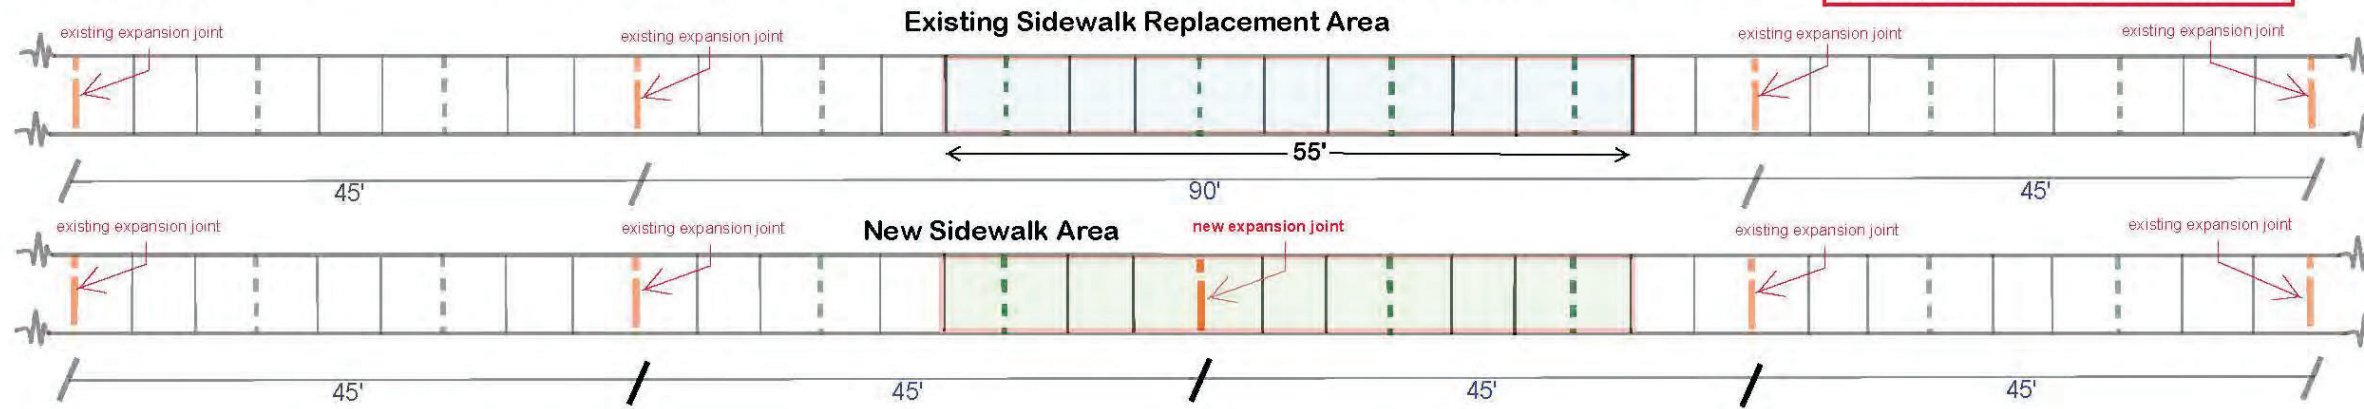 Existing Sidewalk Replacement Area
existing expansion joint
existing expansion joint
existing expansion joint
existing expansion joint
55'
45'
90'
45'
existing expansion joint
existing expansion joint
New Sidewalk Area
new expansion joint
existing expansion joint
existing expansion joint
45'
45'
45'
45'